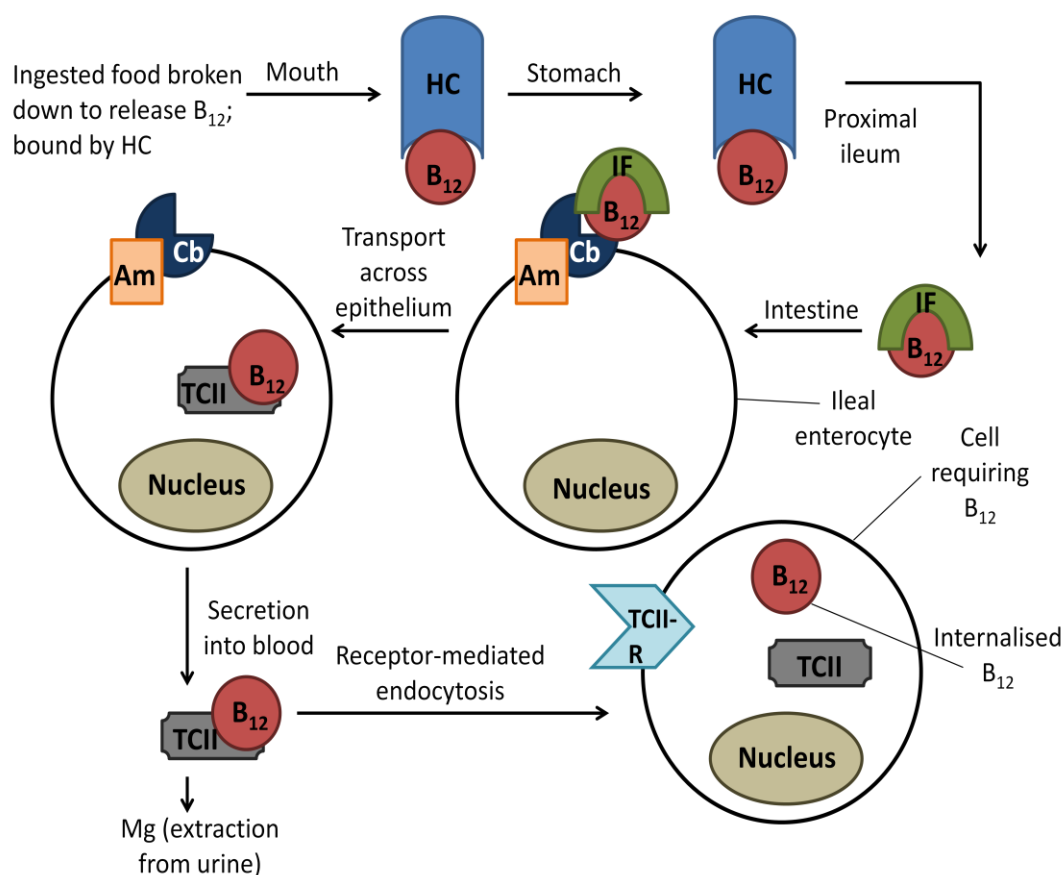 Ingested food broken
down to release B₁₂;
bound by HC
Mouth
HC
B₁₂
Stomach
HC
B₁₂
Proximal
ileum
IF
B₁₂
Intestine
IF
B₁₂
Cb
Am
Ileal
enterocyte
Nucleus
Transport
across
epithelium
Cb
Am
B₁₂
TCII
Nucleus
Secretion
into blood
B₁₂
TCII
Mg (extraction
from urine)
Receptor-mediated
endocytosis
Cell
requiring
B₁₂
TCII-
R
B₁₂
TCII
Internalised
B₁₂
Nucleus